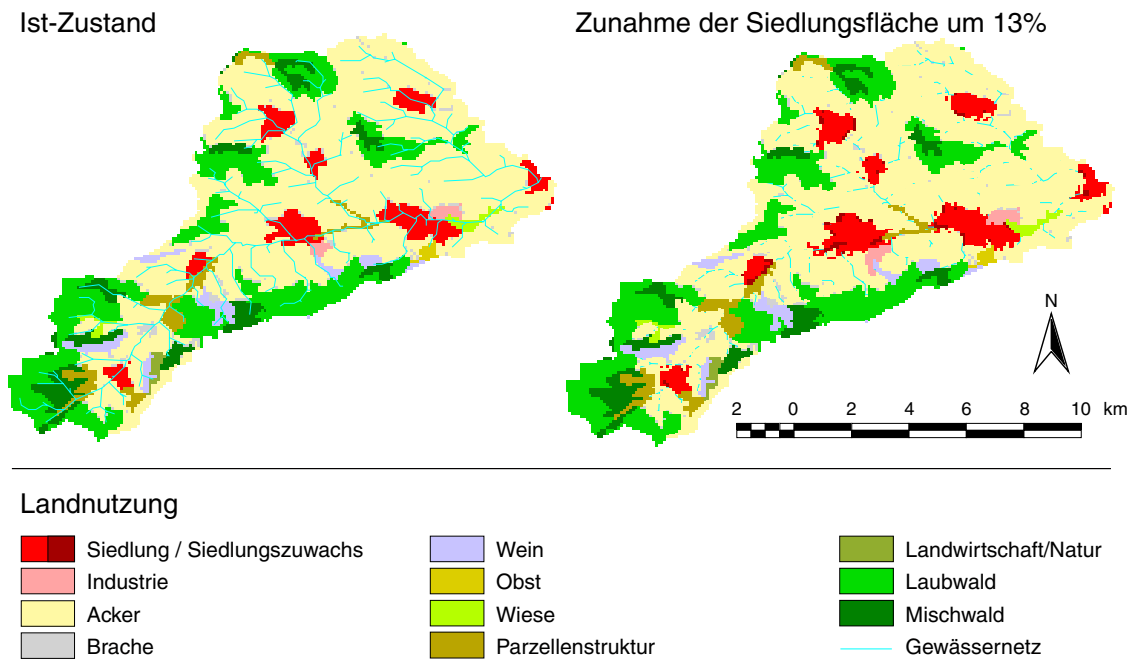 Ist-Zustand
Zunahme der Siedlungsfläche um 13%
N
2 0 2 4 6 8 10 km
Landnutzung
Siedlung / Siedlungszuwachs
Industrie
Acker
Brache
Wein
Obst
Wiese
Parzellenstruktur
Landwirtschaft/Natur
Laubwald
Mischwald
Gewässernetz